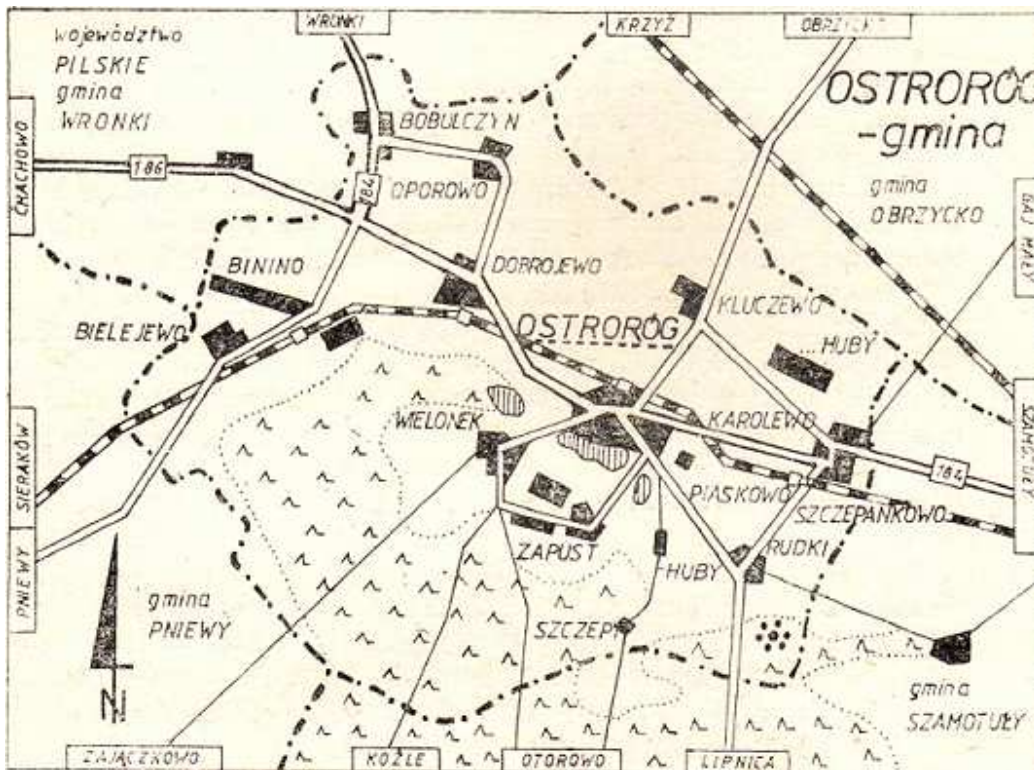 WRONKI
KRZYŻ
województwo
PILSKIE
gmina
WRONKI
OSTRORÓG
-gmina
gmina
OBRZYCKO
CHACHOWO
186
184
BOBULCZYN
OPOROWO
BININO
DOBROJEWO
BIELEJEWO
OSTRORÓG
KLUCZEWO
...HUBY
WIELONEK
KAROLEWO
184
PIASKOWO
SZCZEPANKOWO
SIERAKÓW
PNIEWY
ZAPUST
HUBY
RUDKI
gmina
PNIEWY
N
gmina
SZAMOTUŁY
ZAJĄCZKOWO
KOŹLE
OTOROWO
LIPNICA